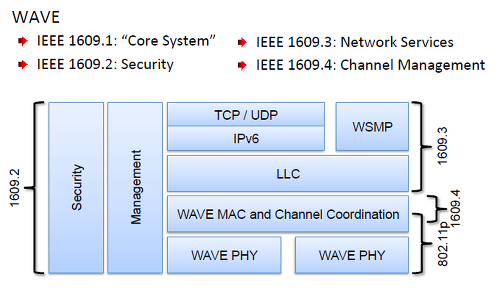 WAVE
IEEE 1609.1: “Core System”
IEEE 1609.2: Security
IEEE 1609.3: Network Services
IEEE 1609.4: Channel Management
1609.2
Security
Management
TCP / UDP
IPv6
WSMP
LLC
WAVE MAC and Channel Coordination
WAVE PHY
WAVE PHY
1609.3
1609.4
802.11p